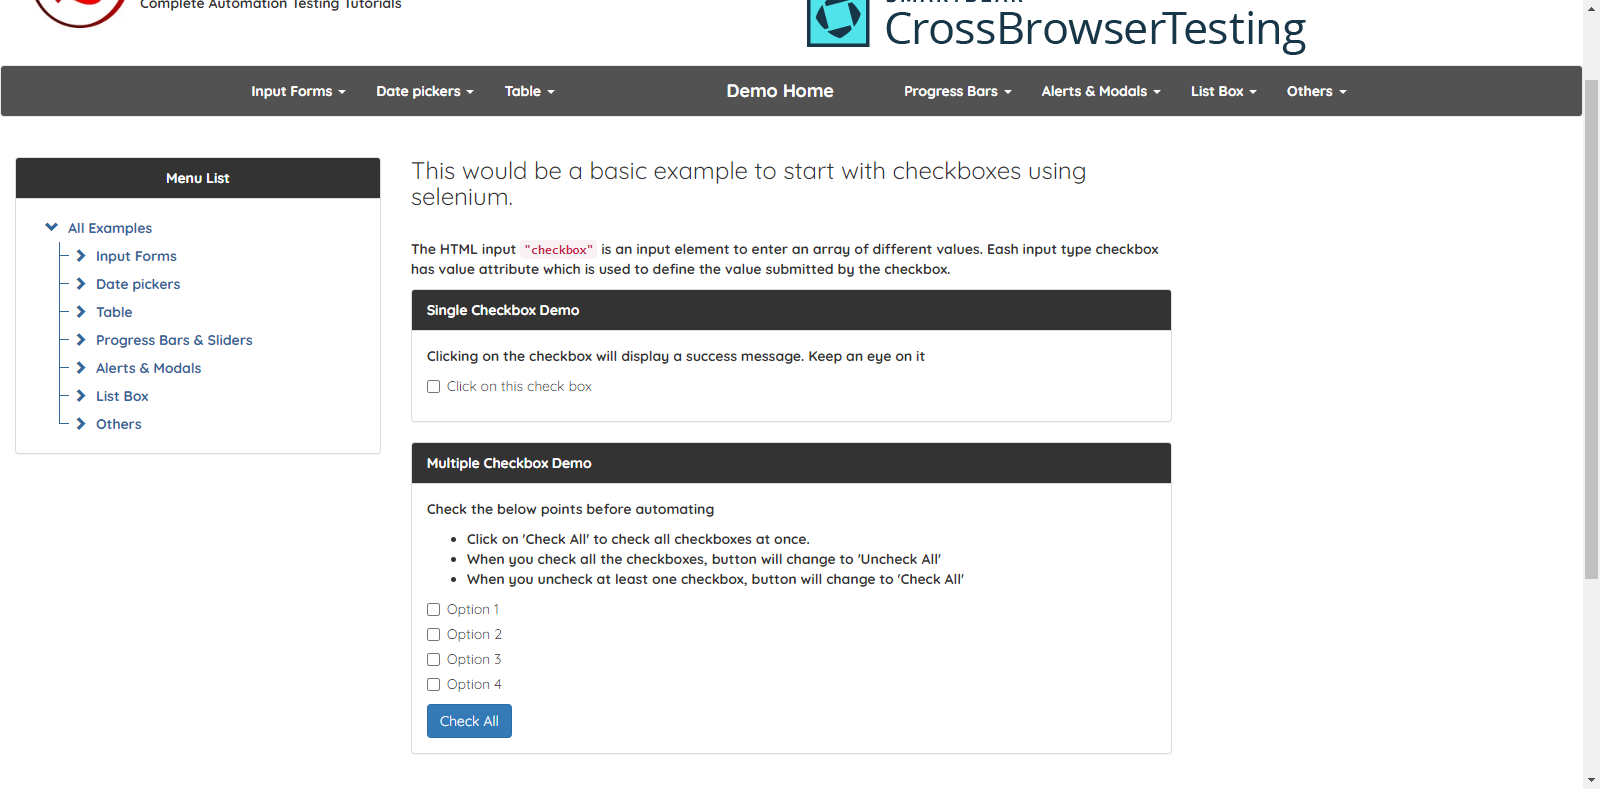 Complete Automation Testing Tutorials
SMARTBEAR
CrossBrowserTesting
Input Forms
Date pickers
Table
Demo Home
Progress Bars
Alerts & Modals
List Box
Others
Menu List
All Examples
Input Forms
Date pickers
Table
Progress Bars & Sliders
Alerts & Modals
List Box
Others
This would be a basic example to start with checkboxes using
selenium.
The HTML input "checkbox" is an input element to enter an array of different values. Eash input type checkbox
has value attribute which is used to define the value submitted by the checkbox.
Single Checkbox Demo
Clicking on the checkbox will display a success message. Keep an eye on it
Click on this check box
Multiple Checkbox Demo
Check the below points before automating
Click on 'Check All' to check all checkboxes at once.
When you check all the checkboxes, button will change to 'Uncheck All'
When you uncheck at least one checkbox, button will change to 'Check All'
Option 1
Option 2
Option 3
Option 4
Check All